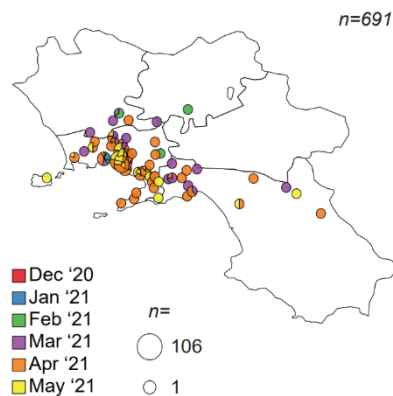 n=691
Dec ‘20
Jan ‘21
Feb ‘21
Mar ‘21
Apr ‘21
May ‘21
n=
106
1